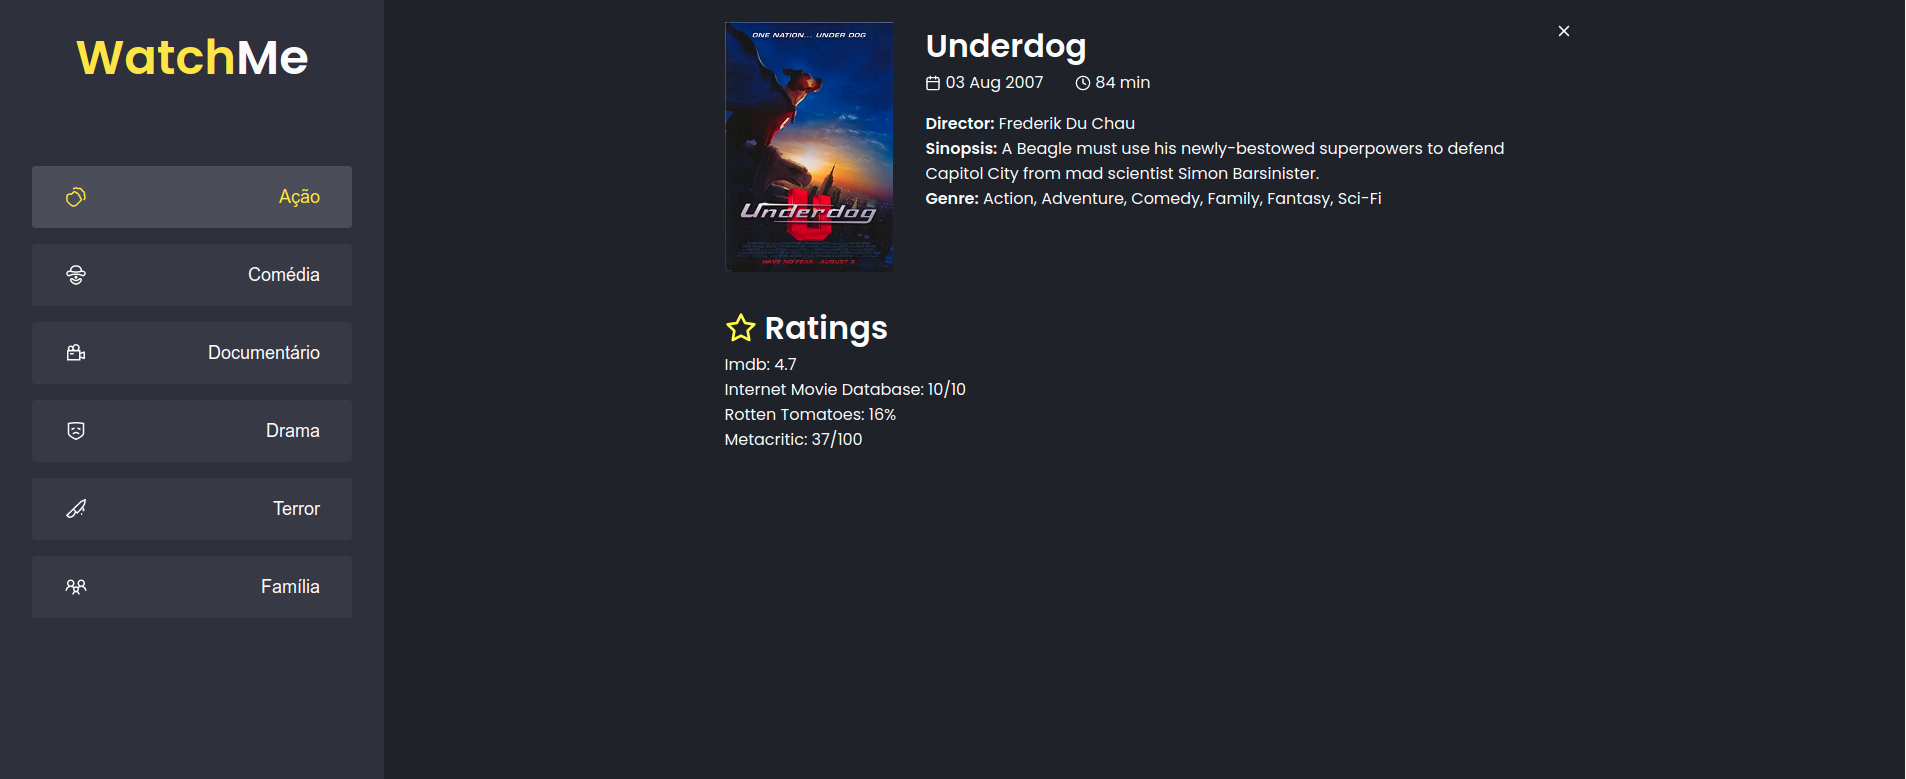 WatchMe
Ação
Comédia
Documentário
Drama
Terror
Família
ONE NATION... UNDER DOG
Underdog
HAVE NO FEAR AUGUST 3
Underdog
03 Aug 2007 84 min
Director: Frederik Du Chau
Sinopsis: A Beagle must use his newly-bestowed superpowers to defend
Capitol City from mad scientist Simon Barsinister.
Genre: Action, Adventure, Comedy, Family, Fantasy, Sci-Fi
Ratings
Imdb: 4.7
Internet Movie Database: 10/10
Rotten Tomatoes: 16%
Metacritic: 37/100